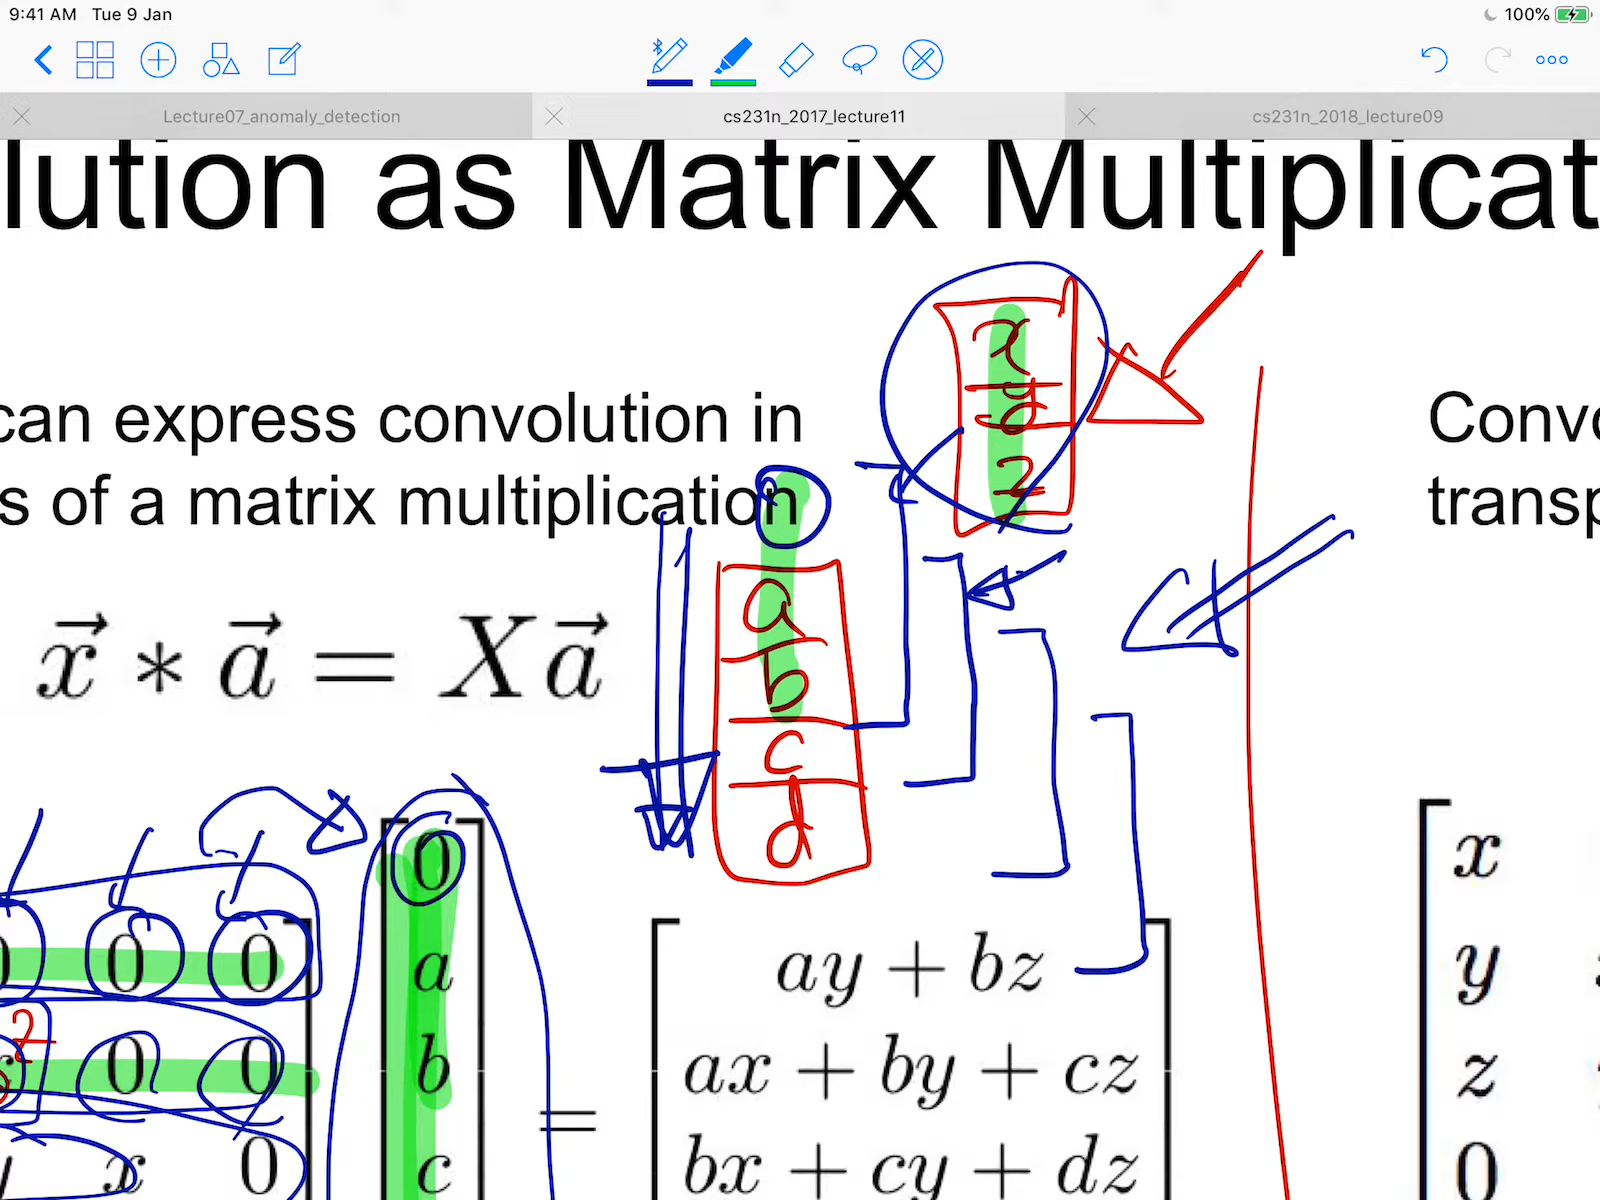 9:41 AM Tue 9 Jan
100%
Lecture07_anomaly_detection
cs231n_2017_lecture11
cs231n_2018_lecture09
lution as Matrix Multiplicat
x
y
z
can express convolution in
s of a matrix multiplication
Conv
transp
a
b
c
d
x⃗ ∗ a⃗ = Xa⃗
0 0
0 0
x 0
0
a
b
c
=
ay + bz
ax + by + cz
bx + cy + dz
x
y
z
0